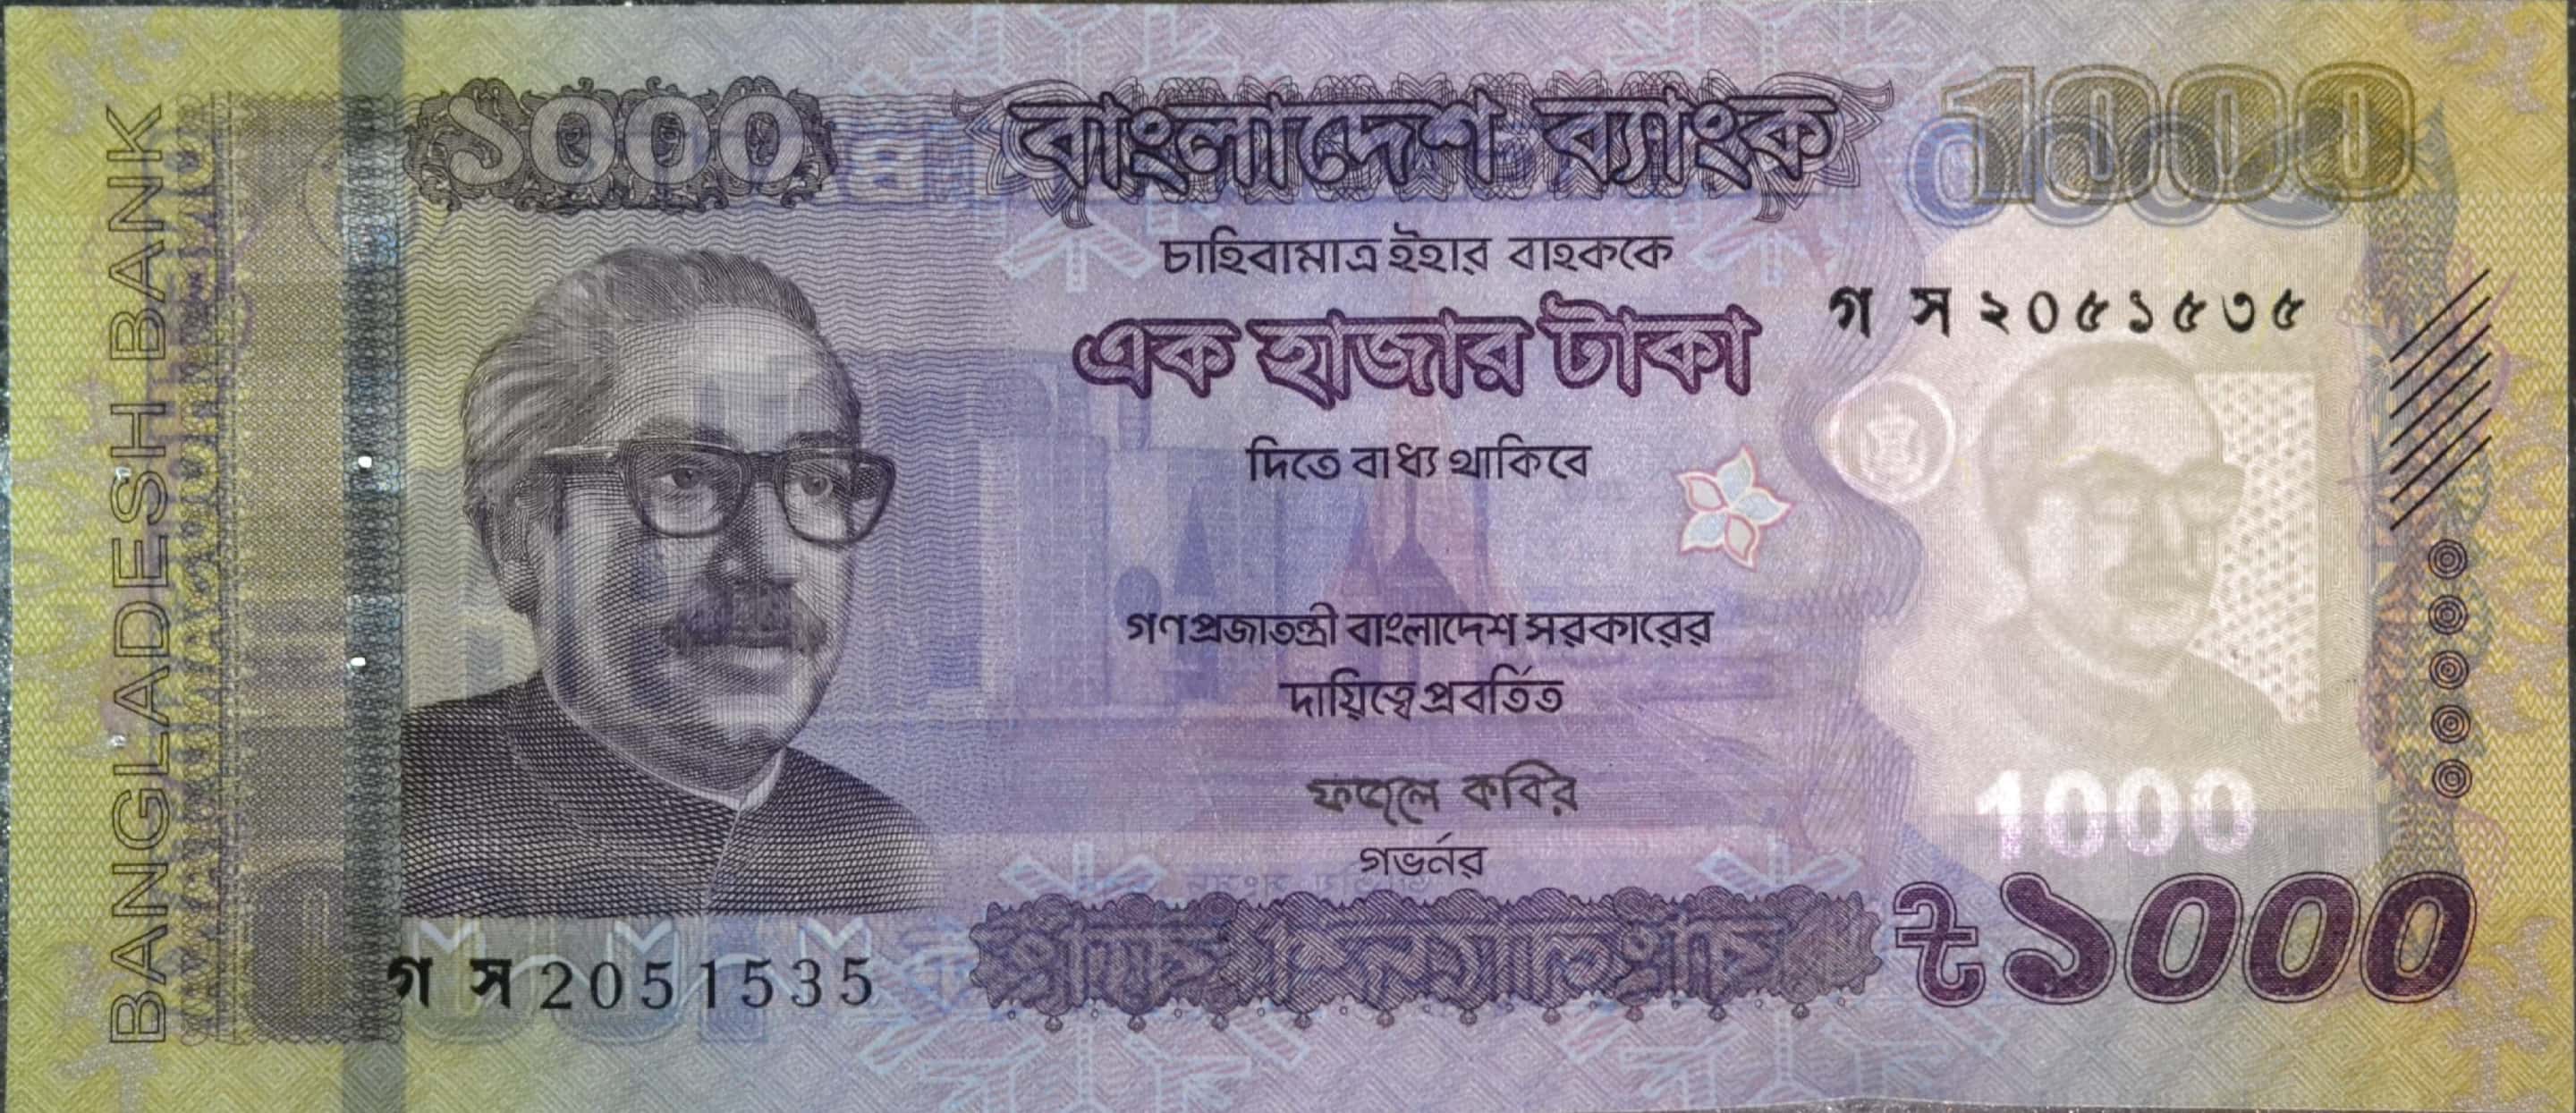 BANGLADESH BANK
১০০০
বাংলাদেশ ব্যাংক
1000
চাহিবামাত্র ইহার বাহককে
গ স ২০৫১৫৩৫
এক হাজার টাকা
দিতে বাধ্য থাকিবে
গণপ্রজাতন্ত্রী বাংলাদেশ সরকারের
দায়িত্বে প্রবর্তিত
ফজলে কবির
গভর্নর
1000
৳১০০০
গ স 2051535